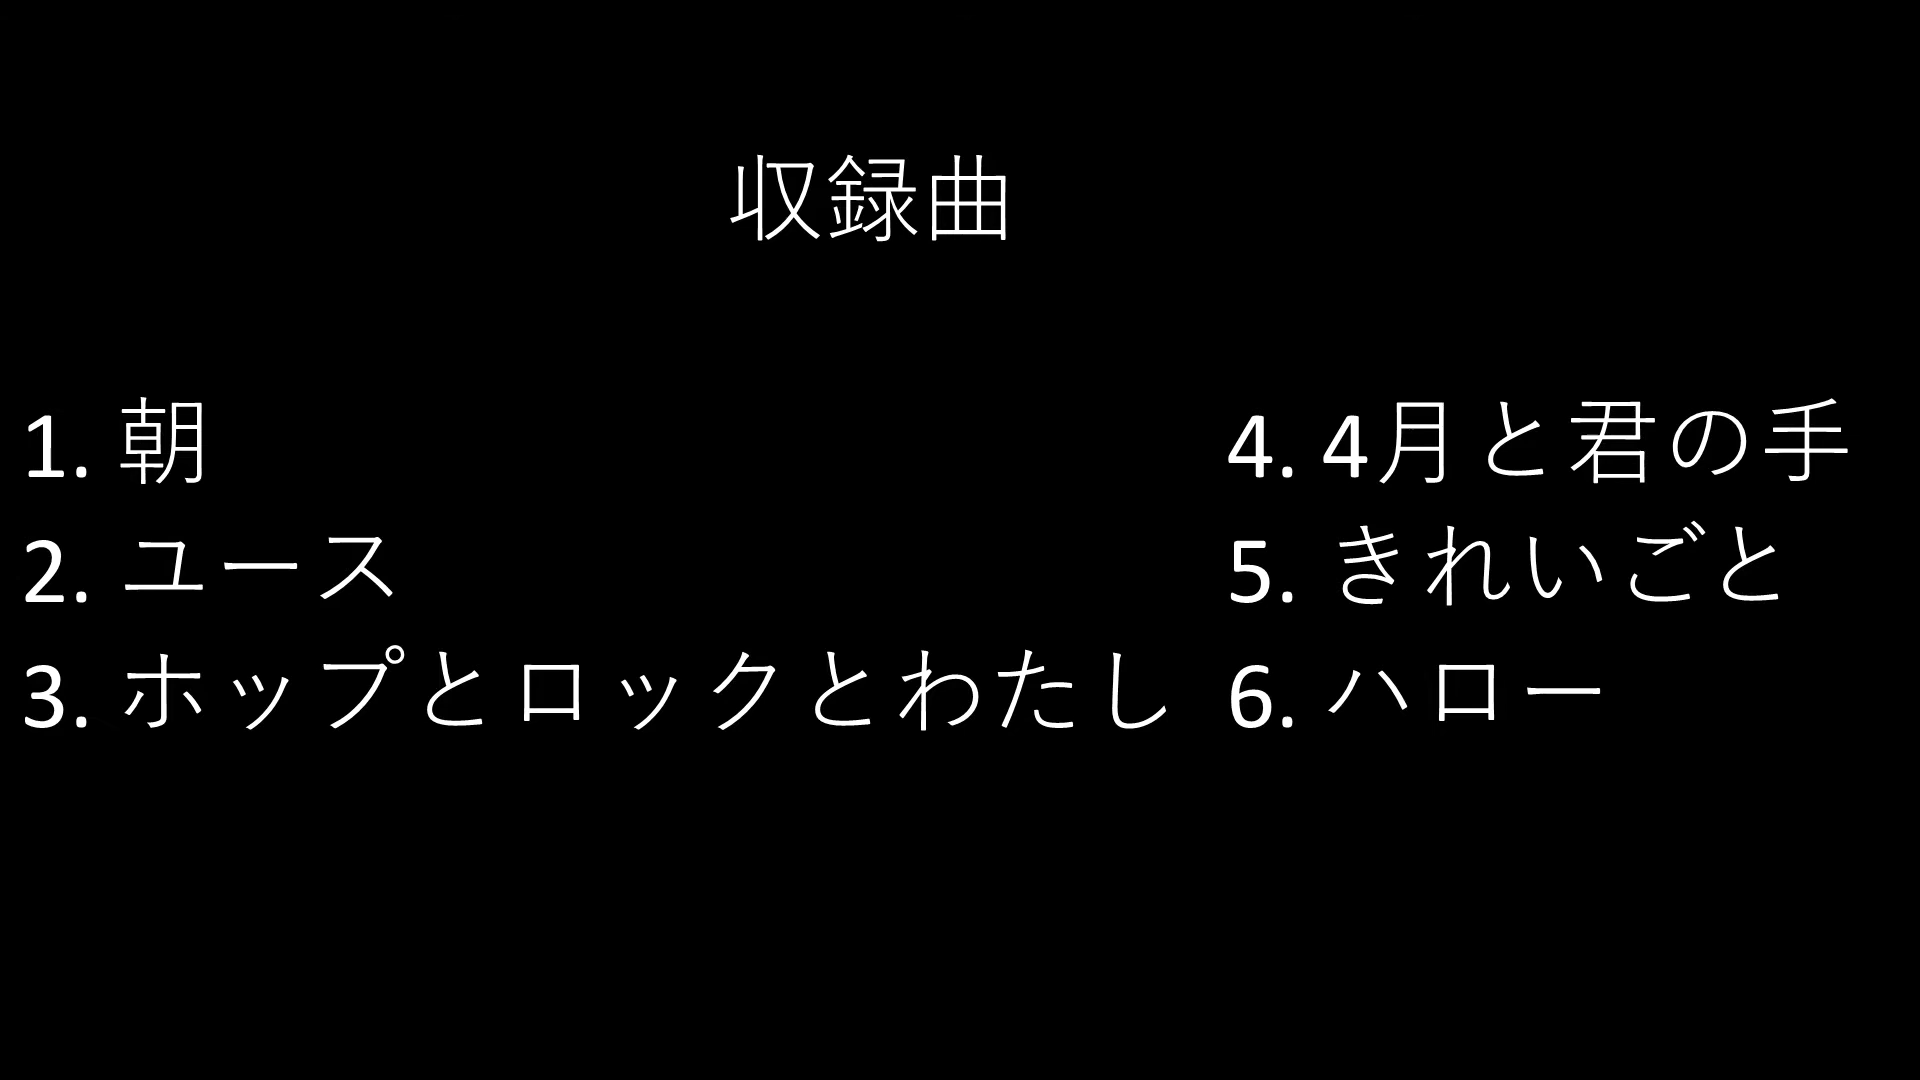 収録曲
1. 朝
2. ユース
3. ホップとロックとわたし
4. 4月と君の手
5. きれいごと
6. ハロー